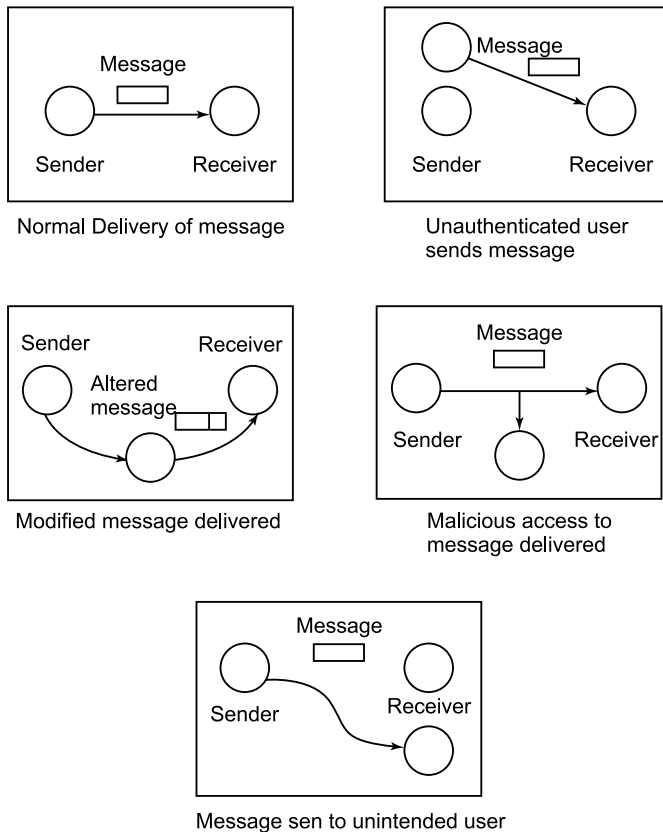 Message
Sender
Receiver
Normal Delivery of message
Message
Sender
Receiver
Unauthenticated user
sends message
Sender
Receiver
Altered
message
Modified message delivered
Message
Sender
Receiver
Malicious access to
message delivered
Message
Sender
Receiver
Message sen to unintended user